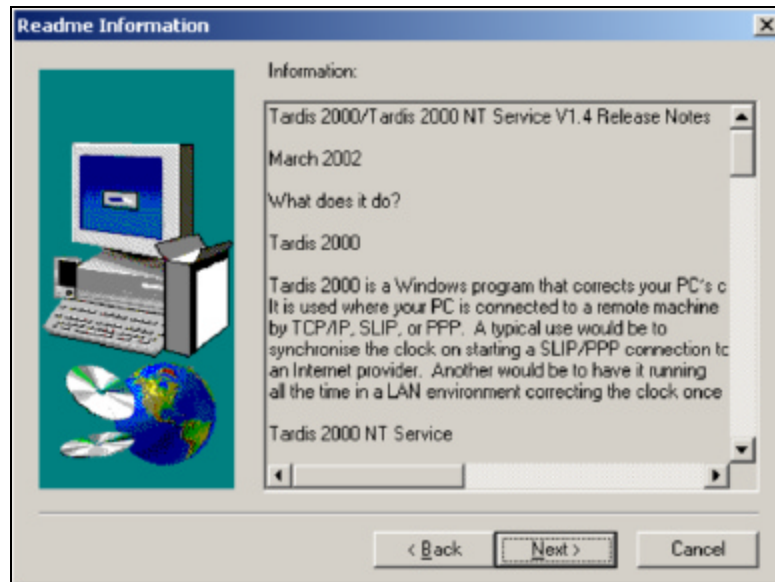 Readme Information
Information:
Tardis 2000/Tardis 2000 NT Service V1.4 Release Notes
March 2002
What does it do?
Tardis 2000
Tardis 2000 is a Windows program that corrects your PC's c
It is used where your PC is connected to a remote machine
by TCP/IP, SLIP, or PPP.  A typical use would be to
synchronise the clock on starting a SLIP/PPP connection to
an Internet provider.  Another would be to have it running
all the time in a LAN environment correcting the clock once
Tardis 2000 NT Service
< Back
Next >
Cancel